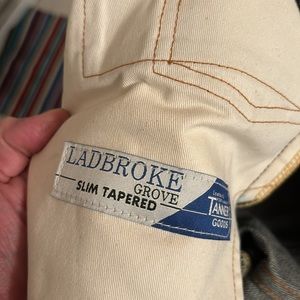 LADBROKE
GROVE
SLIM TAPERED
TANNER
GOODS